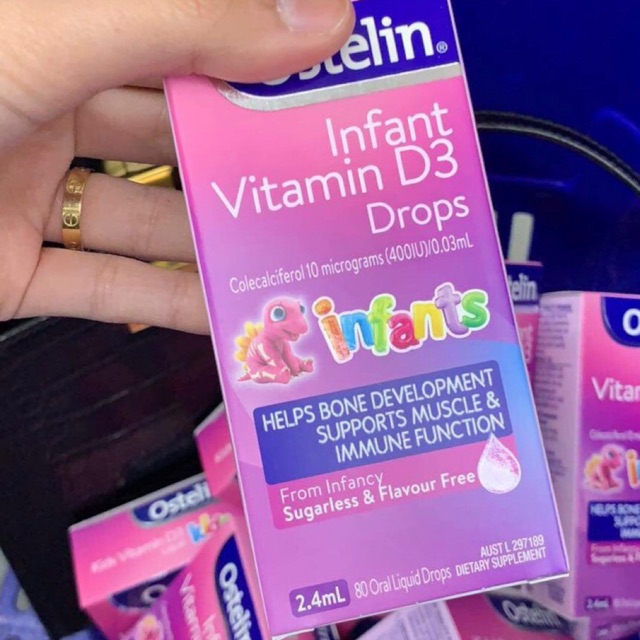 Ostelin®
Infant
Vitamin D3
Drops
Colecalciferol 10 micrograms (400IU)/0.03mL
infants
HELPS BONE DEVELOPMENT
SUPPORTS MUSCLE &
IMMUNE FUNCTION
From Infancy
Sugarless & Flavour Free
AUST L 297189
2.4mL 80 Oral Liquid Drops DIETARY SUPPLEMENT
Ostelin
Kids Vitamin D3
Ostelin